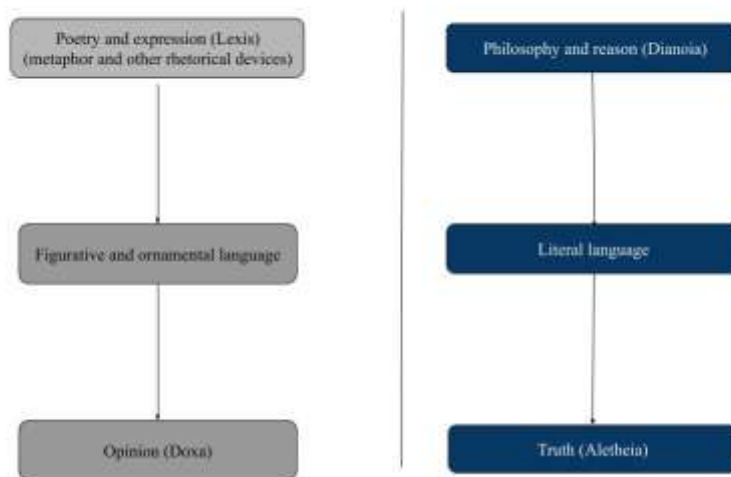 Poetry and expression (Lexis)
(metaphor and other rhetorical devices)
Figurative and ornamental language
Opinion (Doxa)
Philosophy and reason (Dianoia)
Literal language
Truth (Aletheia)